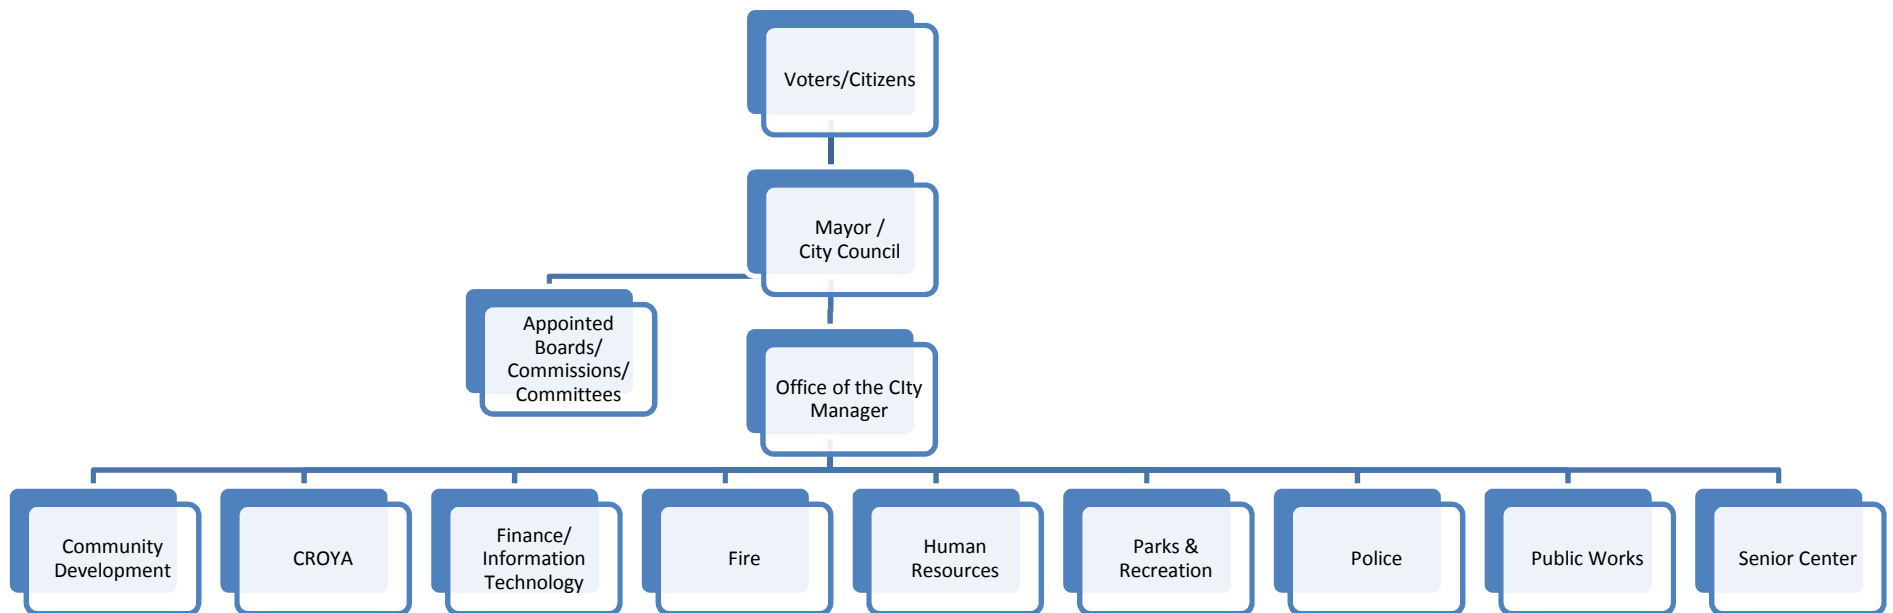 Voters/Citizens
Mayor /
City Council
Appointed
Boards/
Commissions/
Committees
Office of the CIty
Manager
Community
Development
CROYA
Finance/
Information
Technology
Fire
Human
Resources
Parks &
Recreation
Police
Public Works
Senior Center